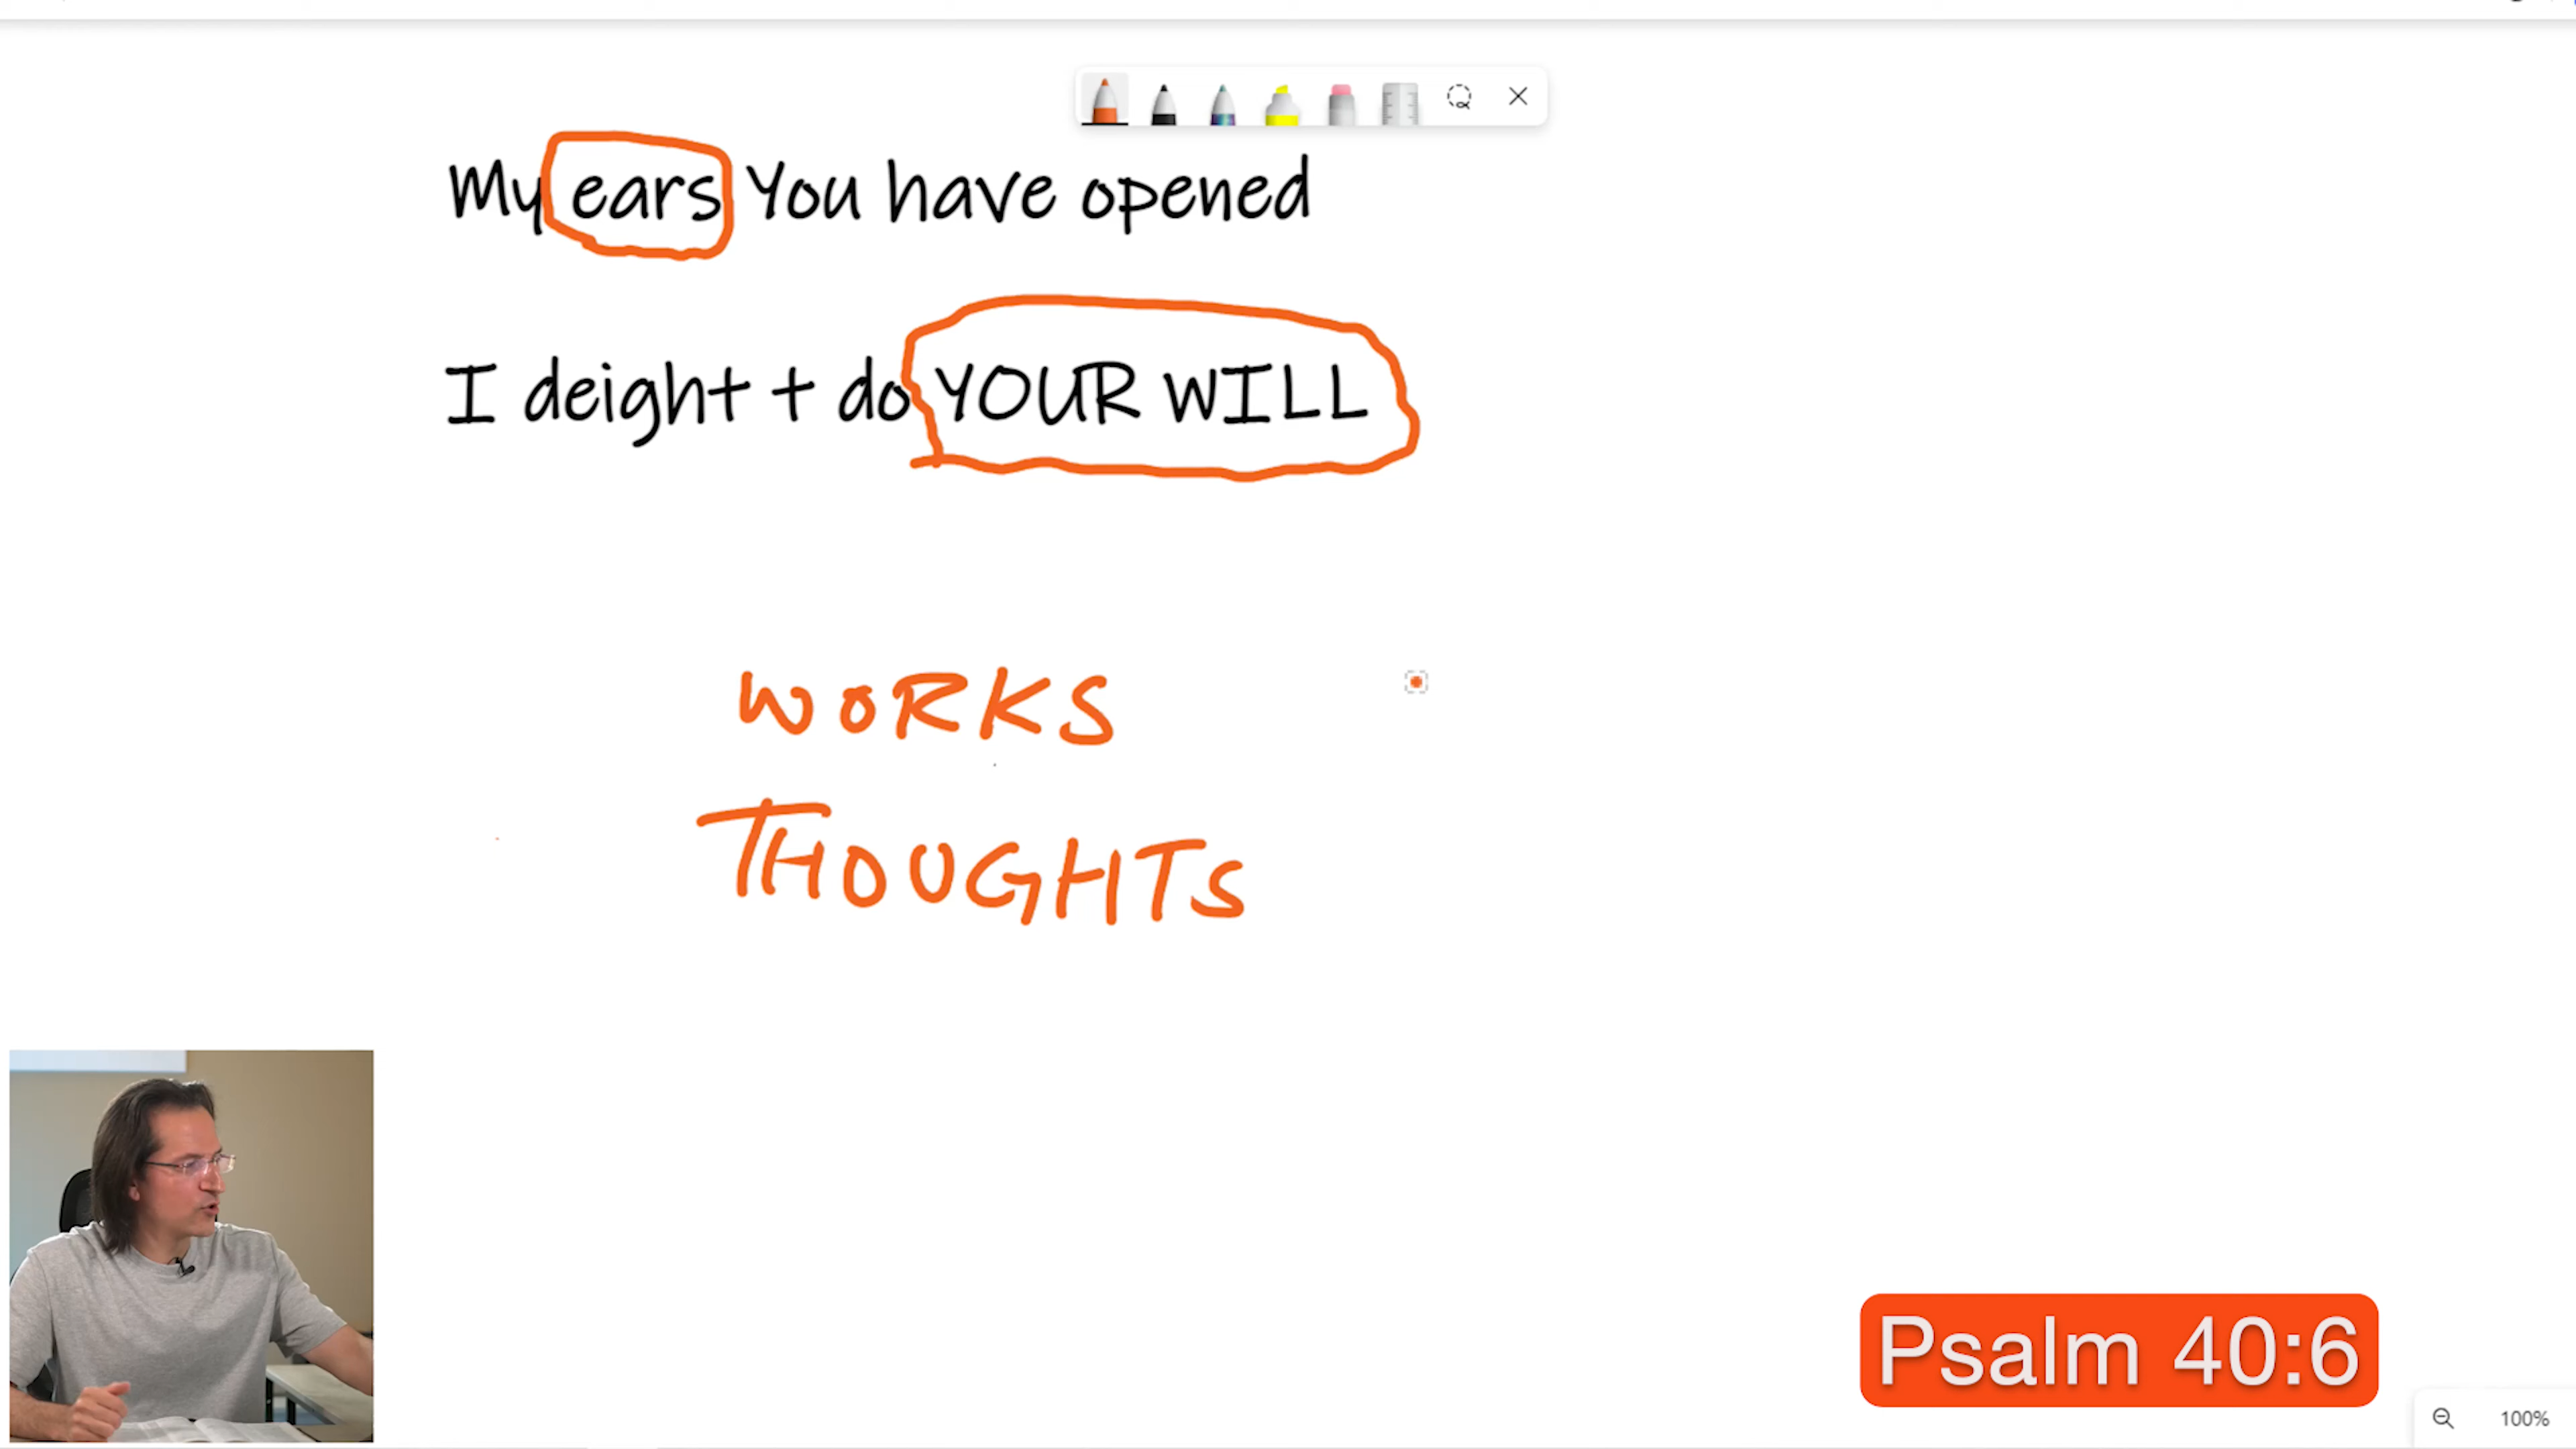 My ears You have opened
I deight + do YOUR WILL
WORKS
THOUGHTS
Psalm 40:6
100%